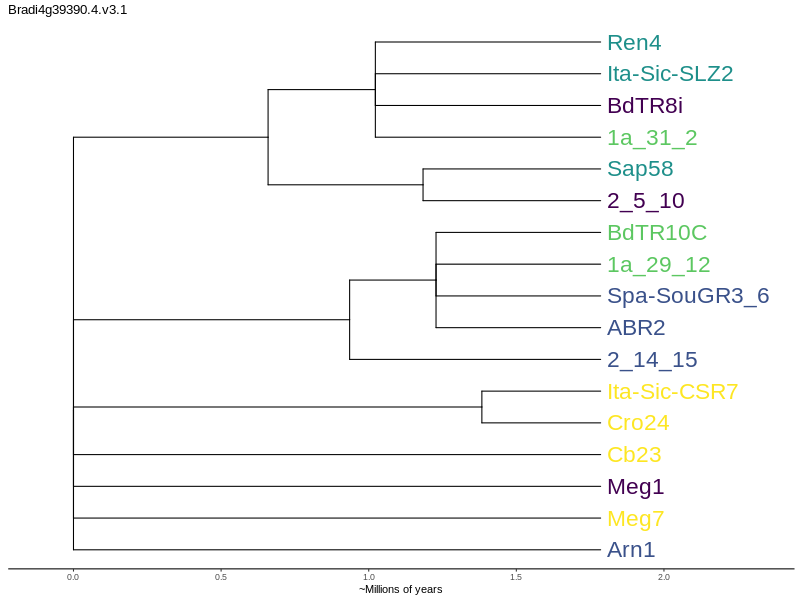 Bradi4g39390.4.v3.1
Ren4
Ita-Sic-SLZ2
BdTR8i
1a_31_2
Sap58
2_5_10
BdTR10C
1a_29_12
Spa-SouGR3_6
ABR2
2_14_15
Ita-Sic-CSR7
Cro24
Cb23
Meg1
Meg7
Arn1
0.0 0.5 1.0 1.5 2.0
~Millions of years